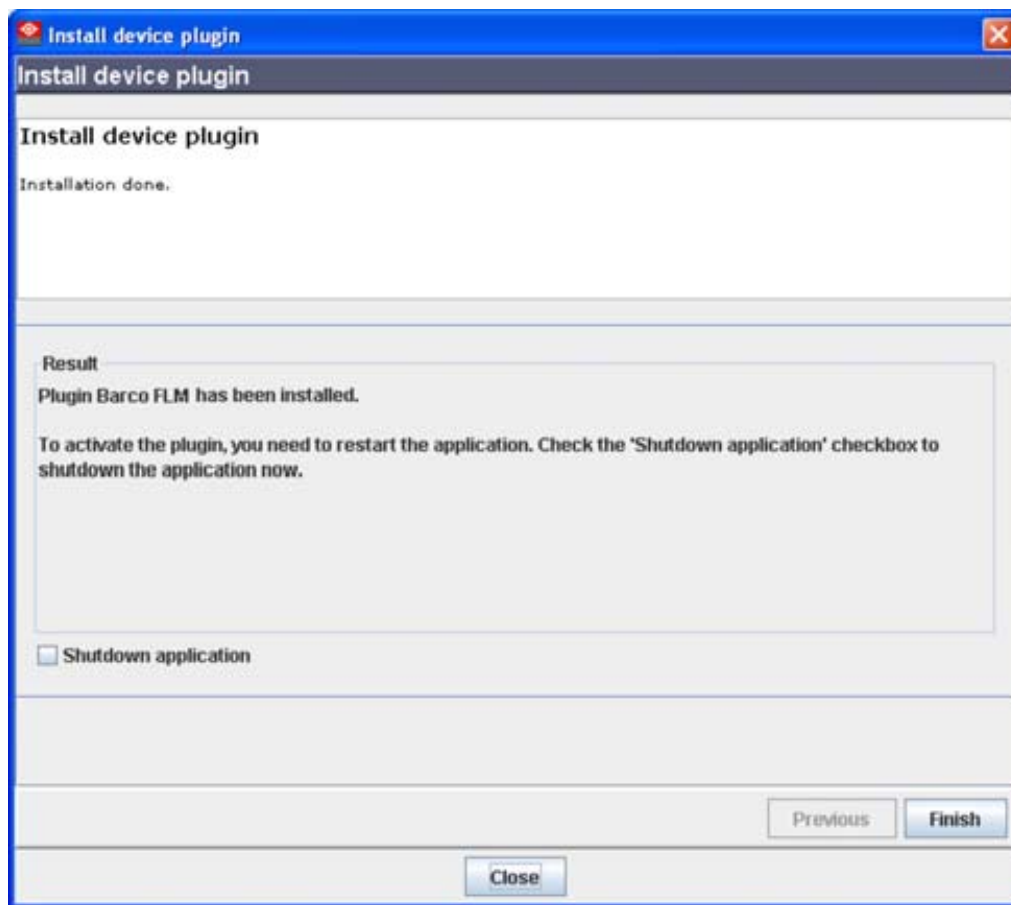 Install device plugin
Install device plugin
Install device plugin
Installation done.
Result
Plugin Barco FLM has been installed.
To activate the plugin, you need to restart the application. Check the 'Shutdown application' checkbox to
shutdown the application now.
Shutdown application
Previous
Finish
Close